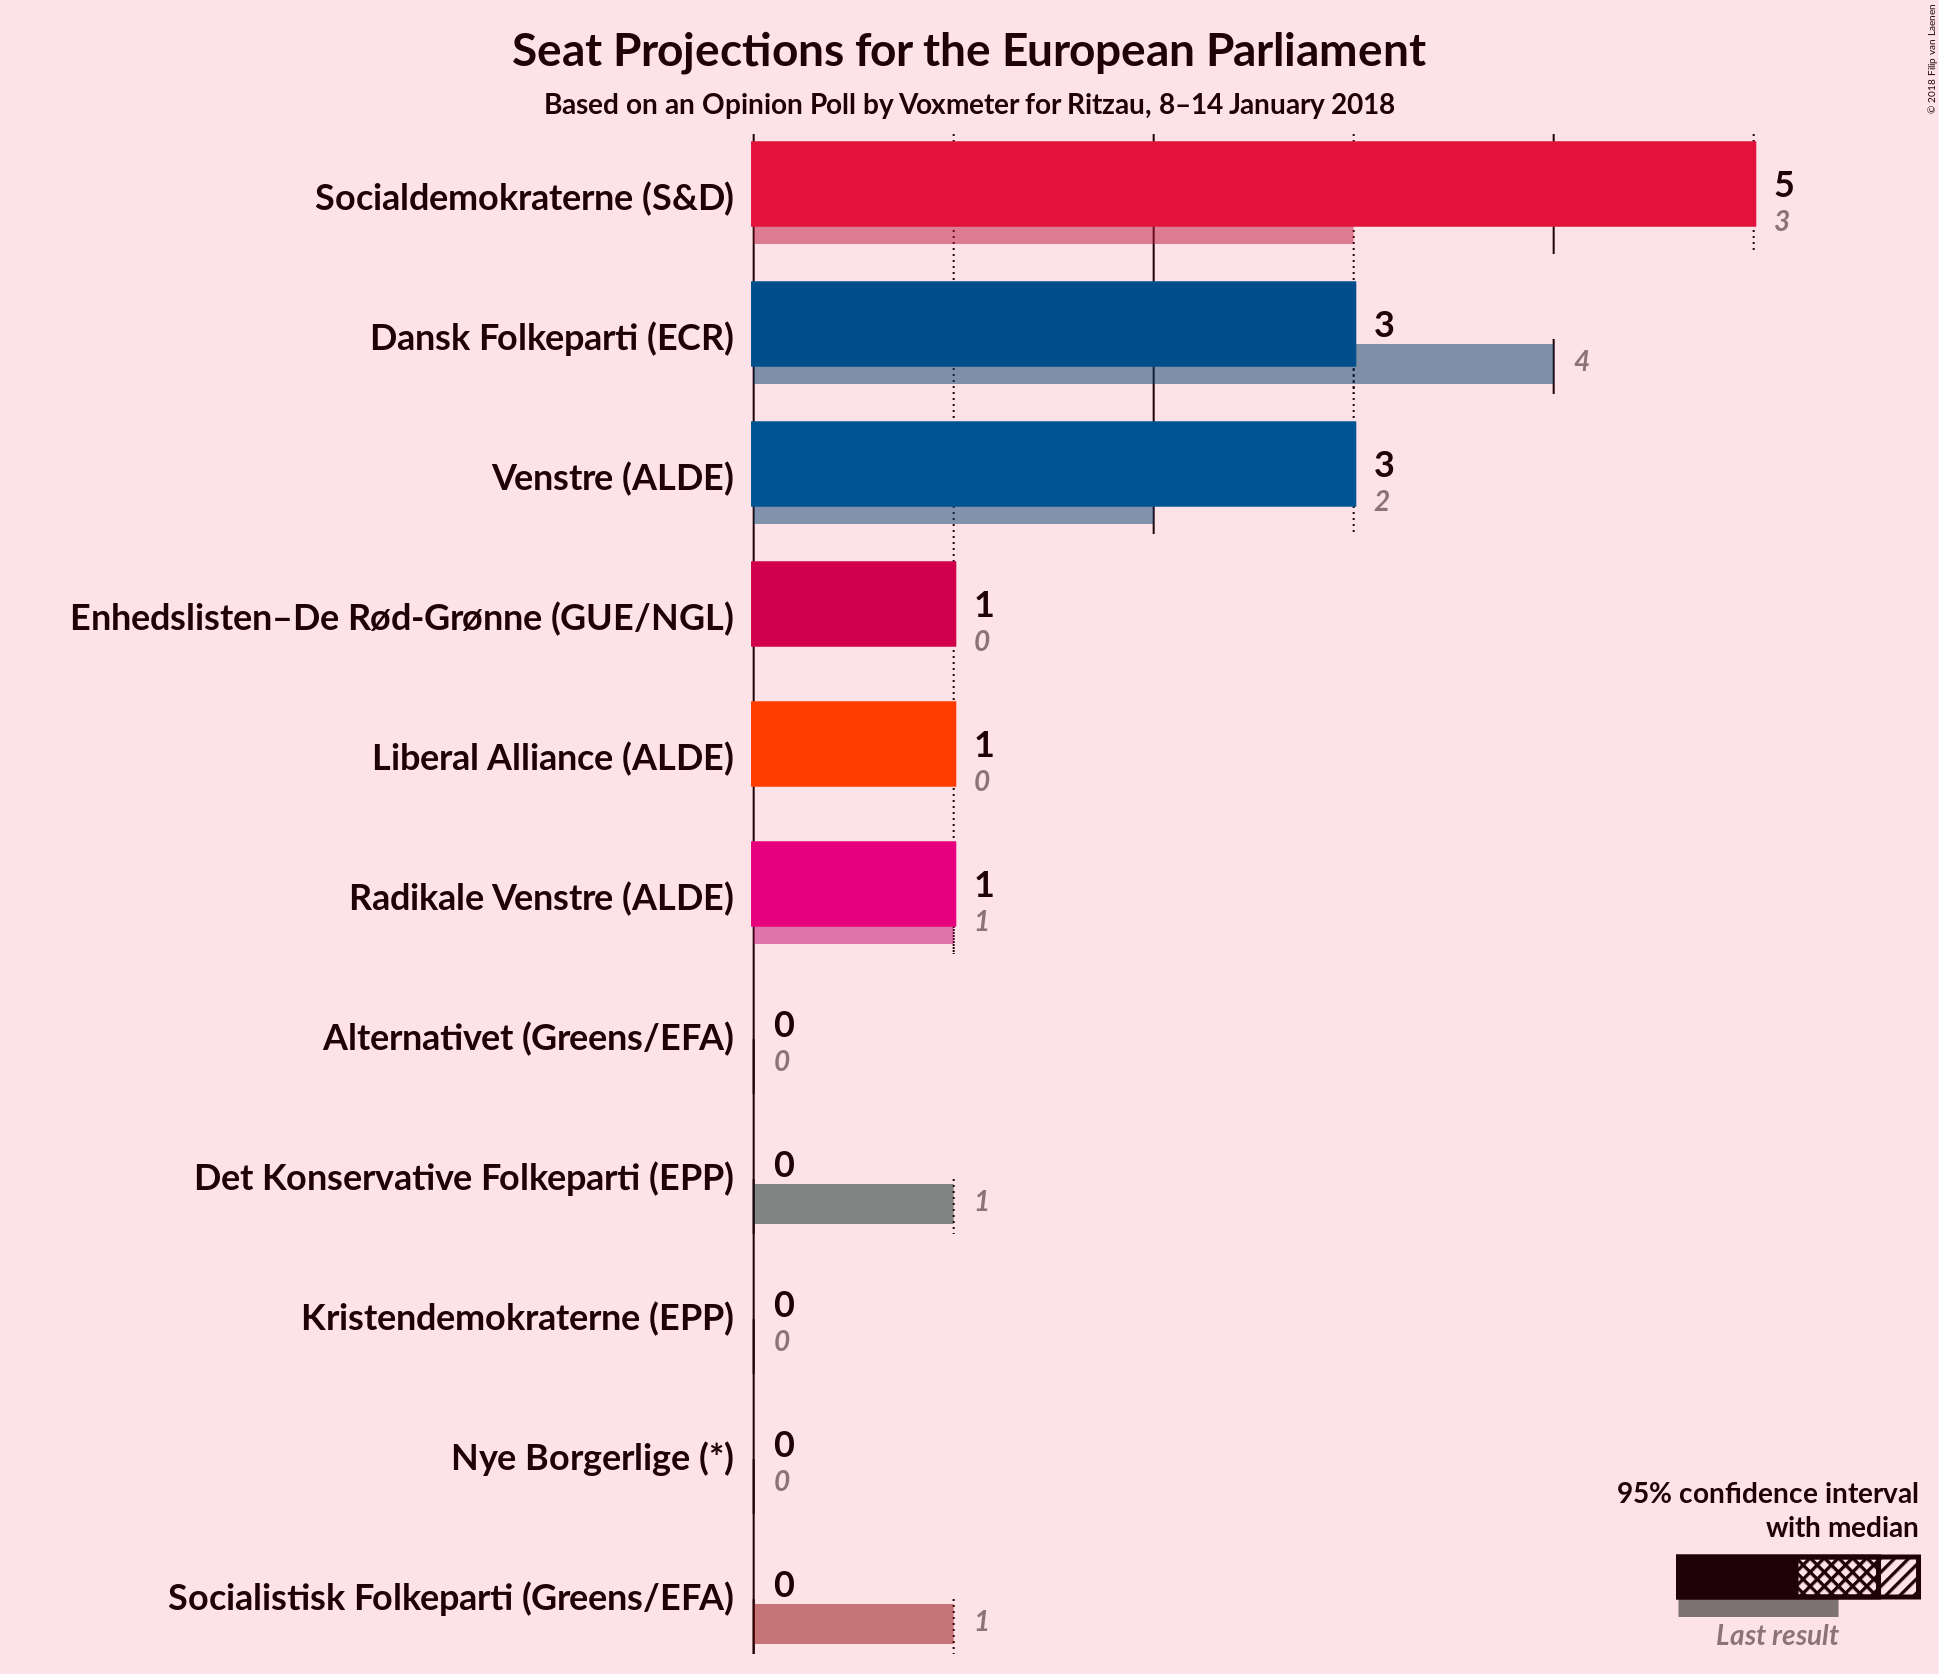 Seat Projections for the European Parliament
Based on an Opinion Poll by Voxmeter for Ritzau, 8–14 January 2018
© 2018 Filip van Laenen
Socialdemokraterne (S&D)
5
3
Dansk Folkeparti (ECR)
3
4
Venstre (ALDE)
3
2
Enhedslisten–De Rød-Grønne (GUE/NGL)
1
0
Liberal Alliance (ALDE)
1
0
Radikale Venstre (ALDE)
1
1
Alternativet (Greens/EFA)
0
0
Det Konservative Folkeparti (EPP)
0
1
Kristendemokraterne (EPP)
0
0
Nye Borgerlige (*)
0
0
Socialistisk Folkeparti (Greens/EFA)
0
1
95% confidence interval
with median
Last result